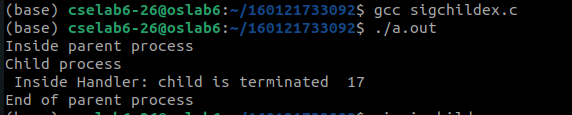 (base) cselab6-26@oslab6:~/160121733092$ gcc sigchildex.c
(base) cselab6-26@oslab6:~/160121733092$ ./a.out
Inside parent process
Child process
 Inside Handler: child is terminated  17
End of parent process